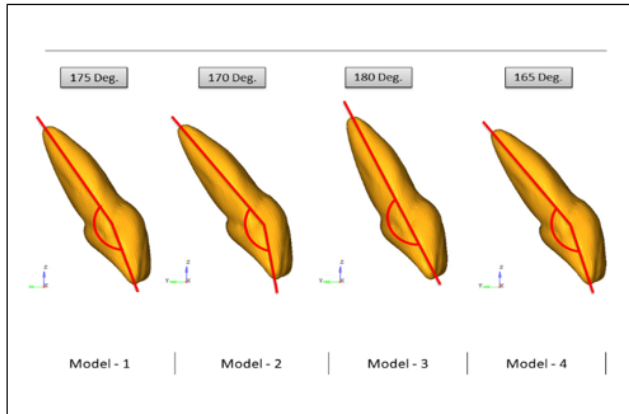 175 Deg.
170 Deg.
180 Deg.
165 Deg.
Z
X
Z
Y
X
Z
Y
X
Z
Y
X
Model - 1
Model - 2
Model - 3
Model - 4